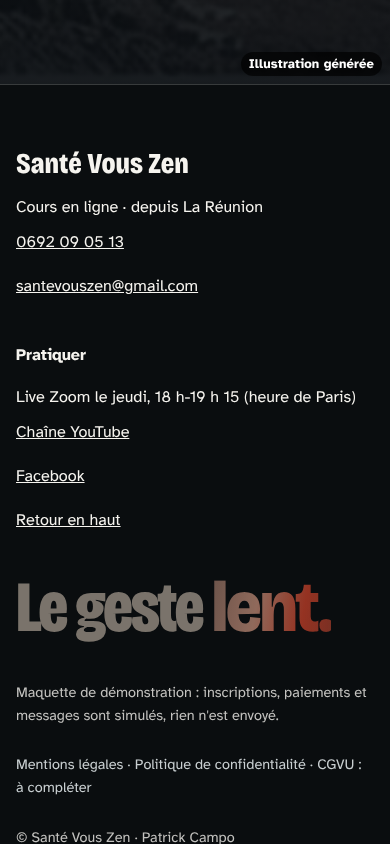 Illustration générée
Santé Vous Zen
Cours en ligne · depuis La Réunion
0692 09 05 13
santevouszen@gmail.com
Pratiquer
Live Zoom le jeudi, 18 h-19 h 15 (heure de Paris)
Chaîne YouTube
Facebook
Retour en haut
Le geste lent.
Maquette de démonstration : inscriptions, paiements et
messages sont simulés, rien n'est envoyé.
Mentions légales · Politique de confidentialité · CGVU :
à compléter
© Santé Vous Zen · Patrick Campo